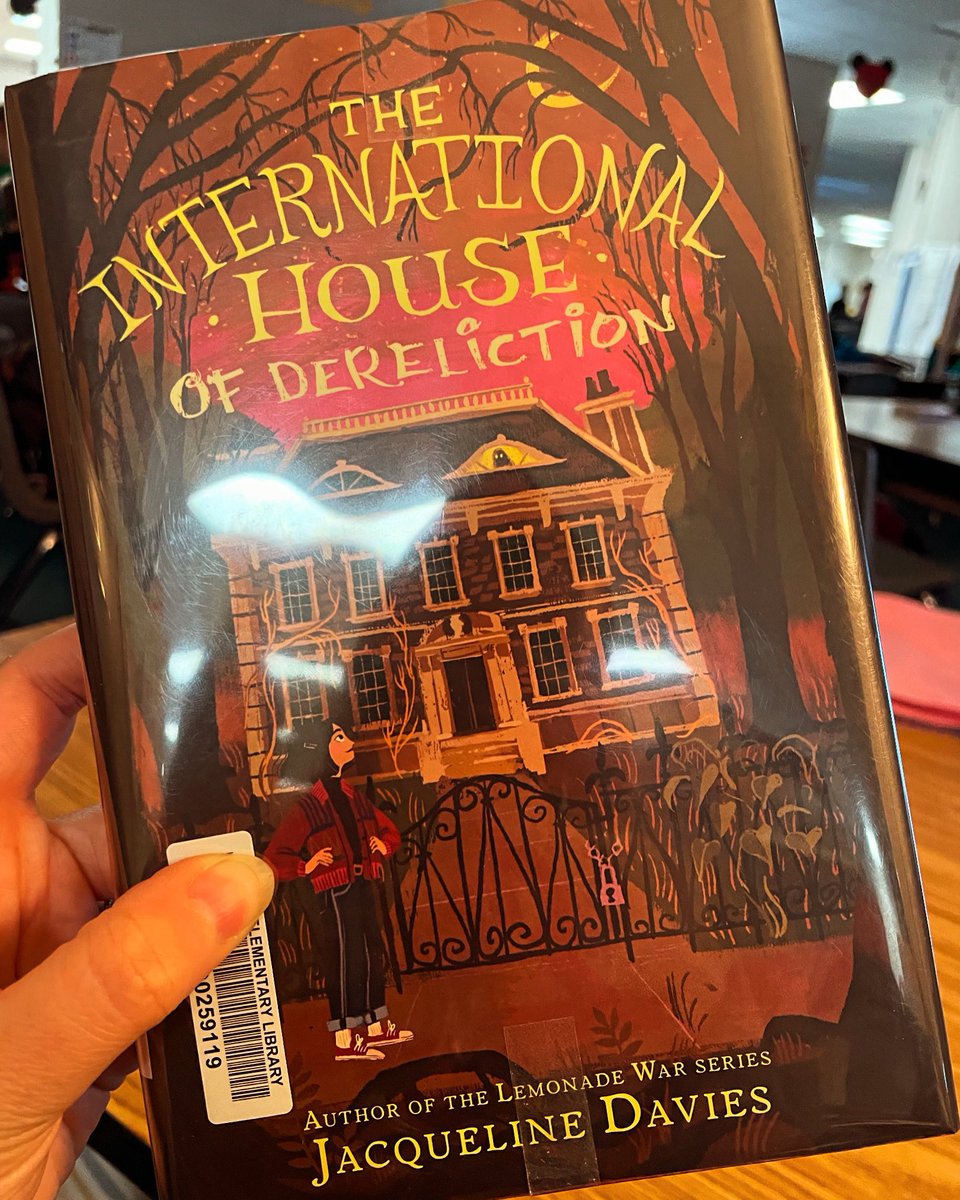 THE
INTERNATIONAL
HOUSE
OF DERELICTION
ELEMENTARY LIBRARY
0259119
AUTHOR OF THE LEMONADE WAR SERIES
JACQUELINE DAVIES